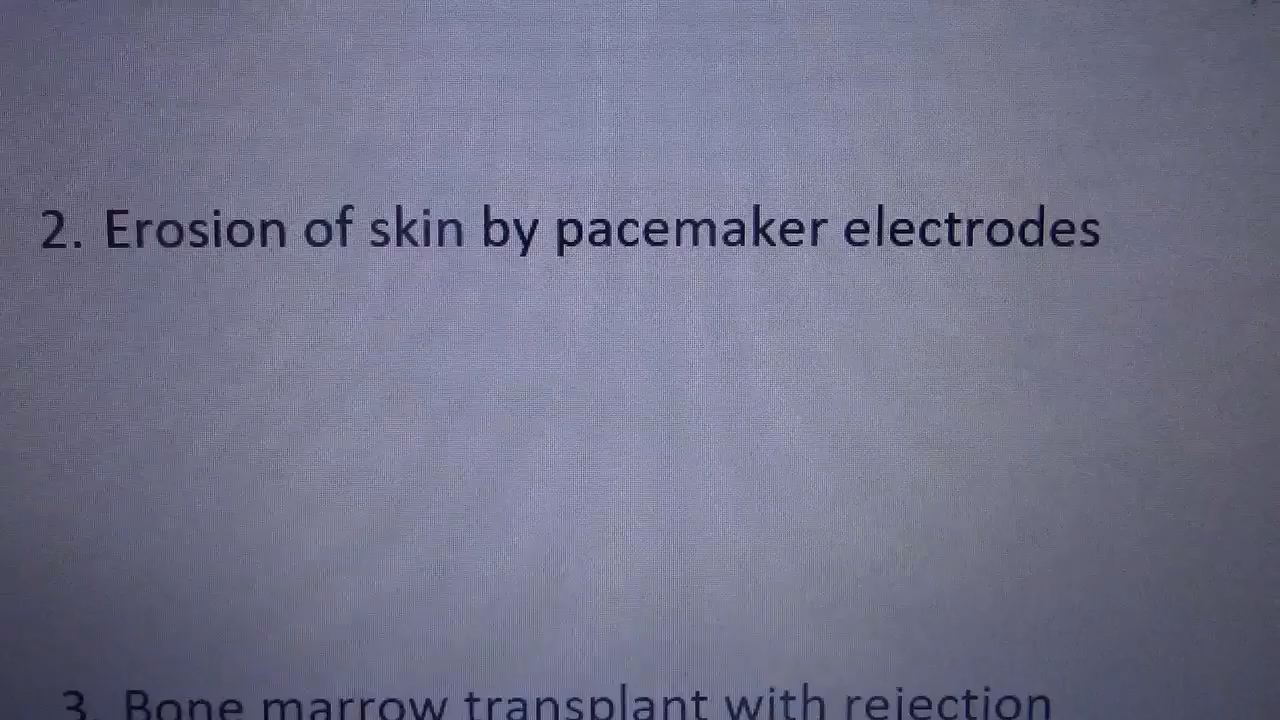 2. Erosion of skin by pacemaker electrodes
3. Bone marrow transplant with rejection